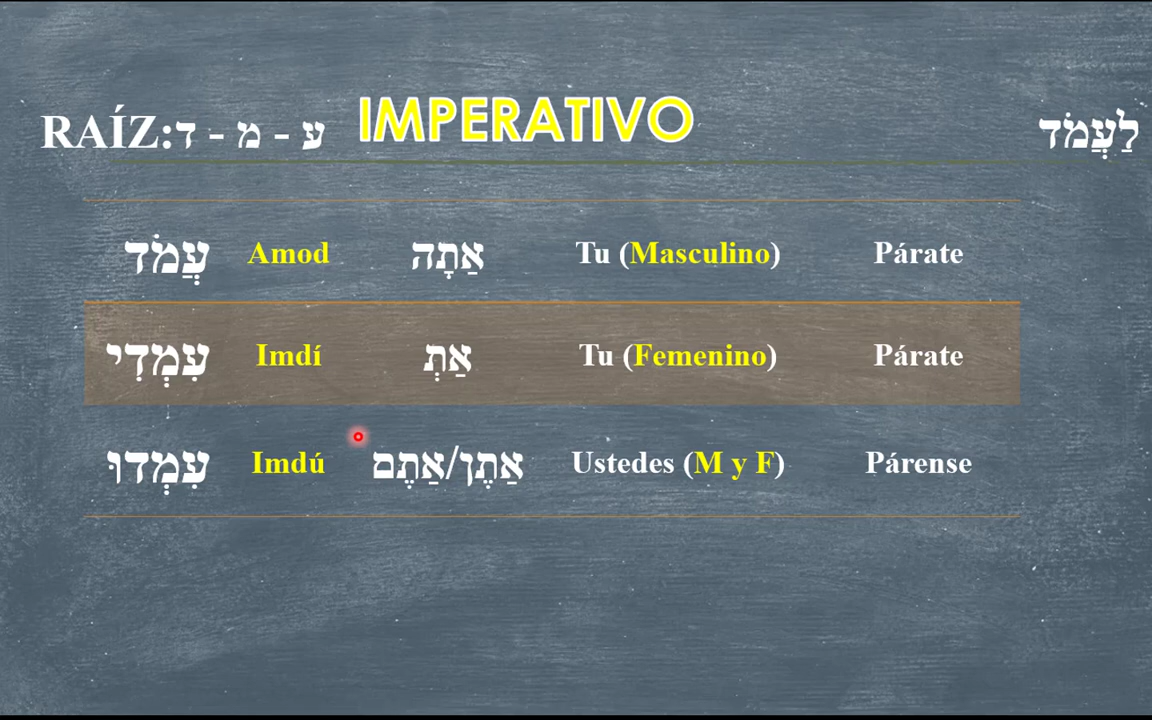 RAÍZ: ע - מ - ד IMPERATIVO לַעֲמֹד
עֲמֹד Amod אַתָה Tu (Masculino) Párate
עִמְדִי Imdí אַתְ Tu (Femenino) Párate
עִמְדוּ Imdú אַתֶם/אַתֶן Ustedes (M y F) Párense